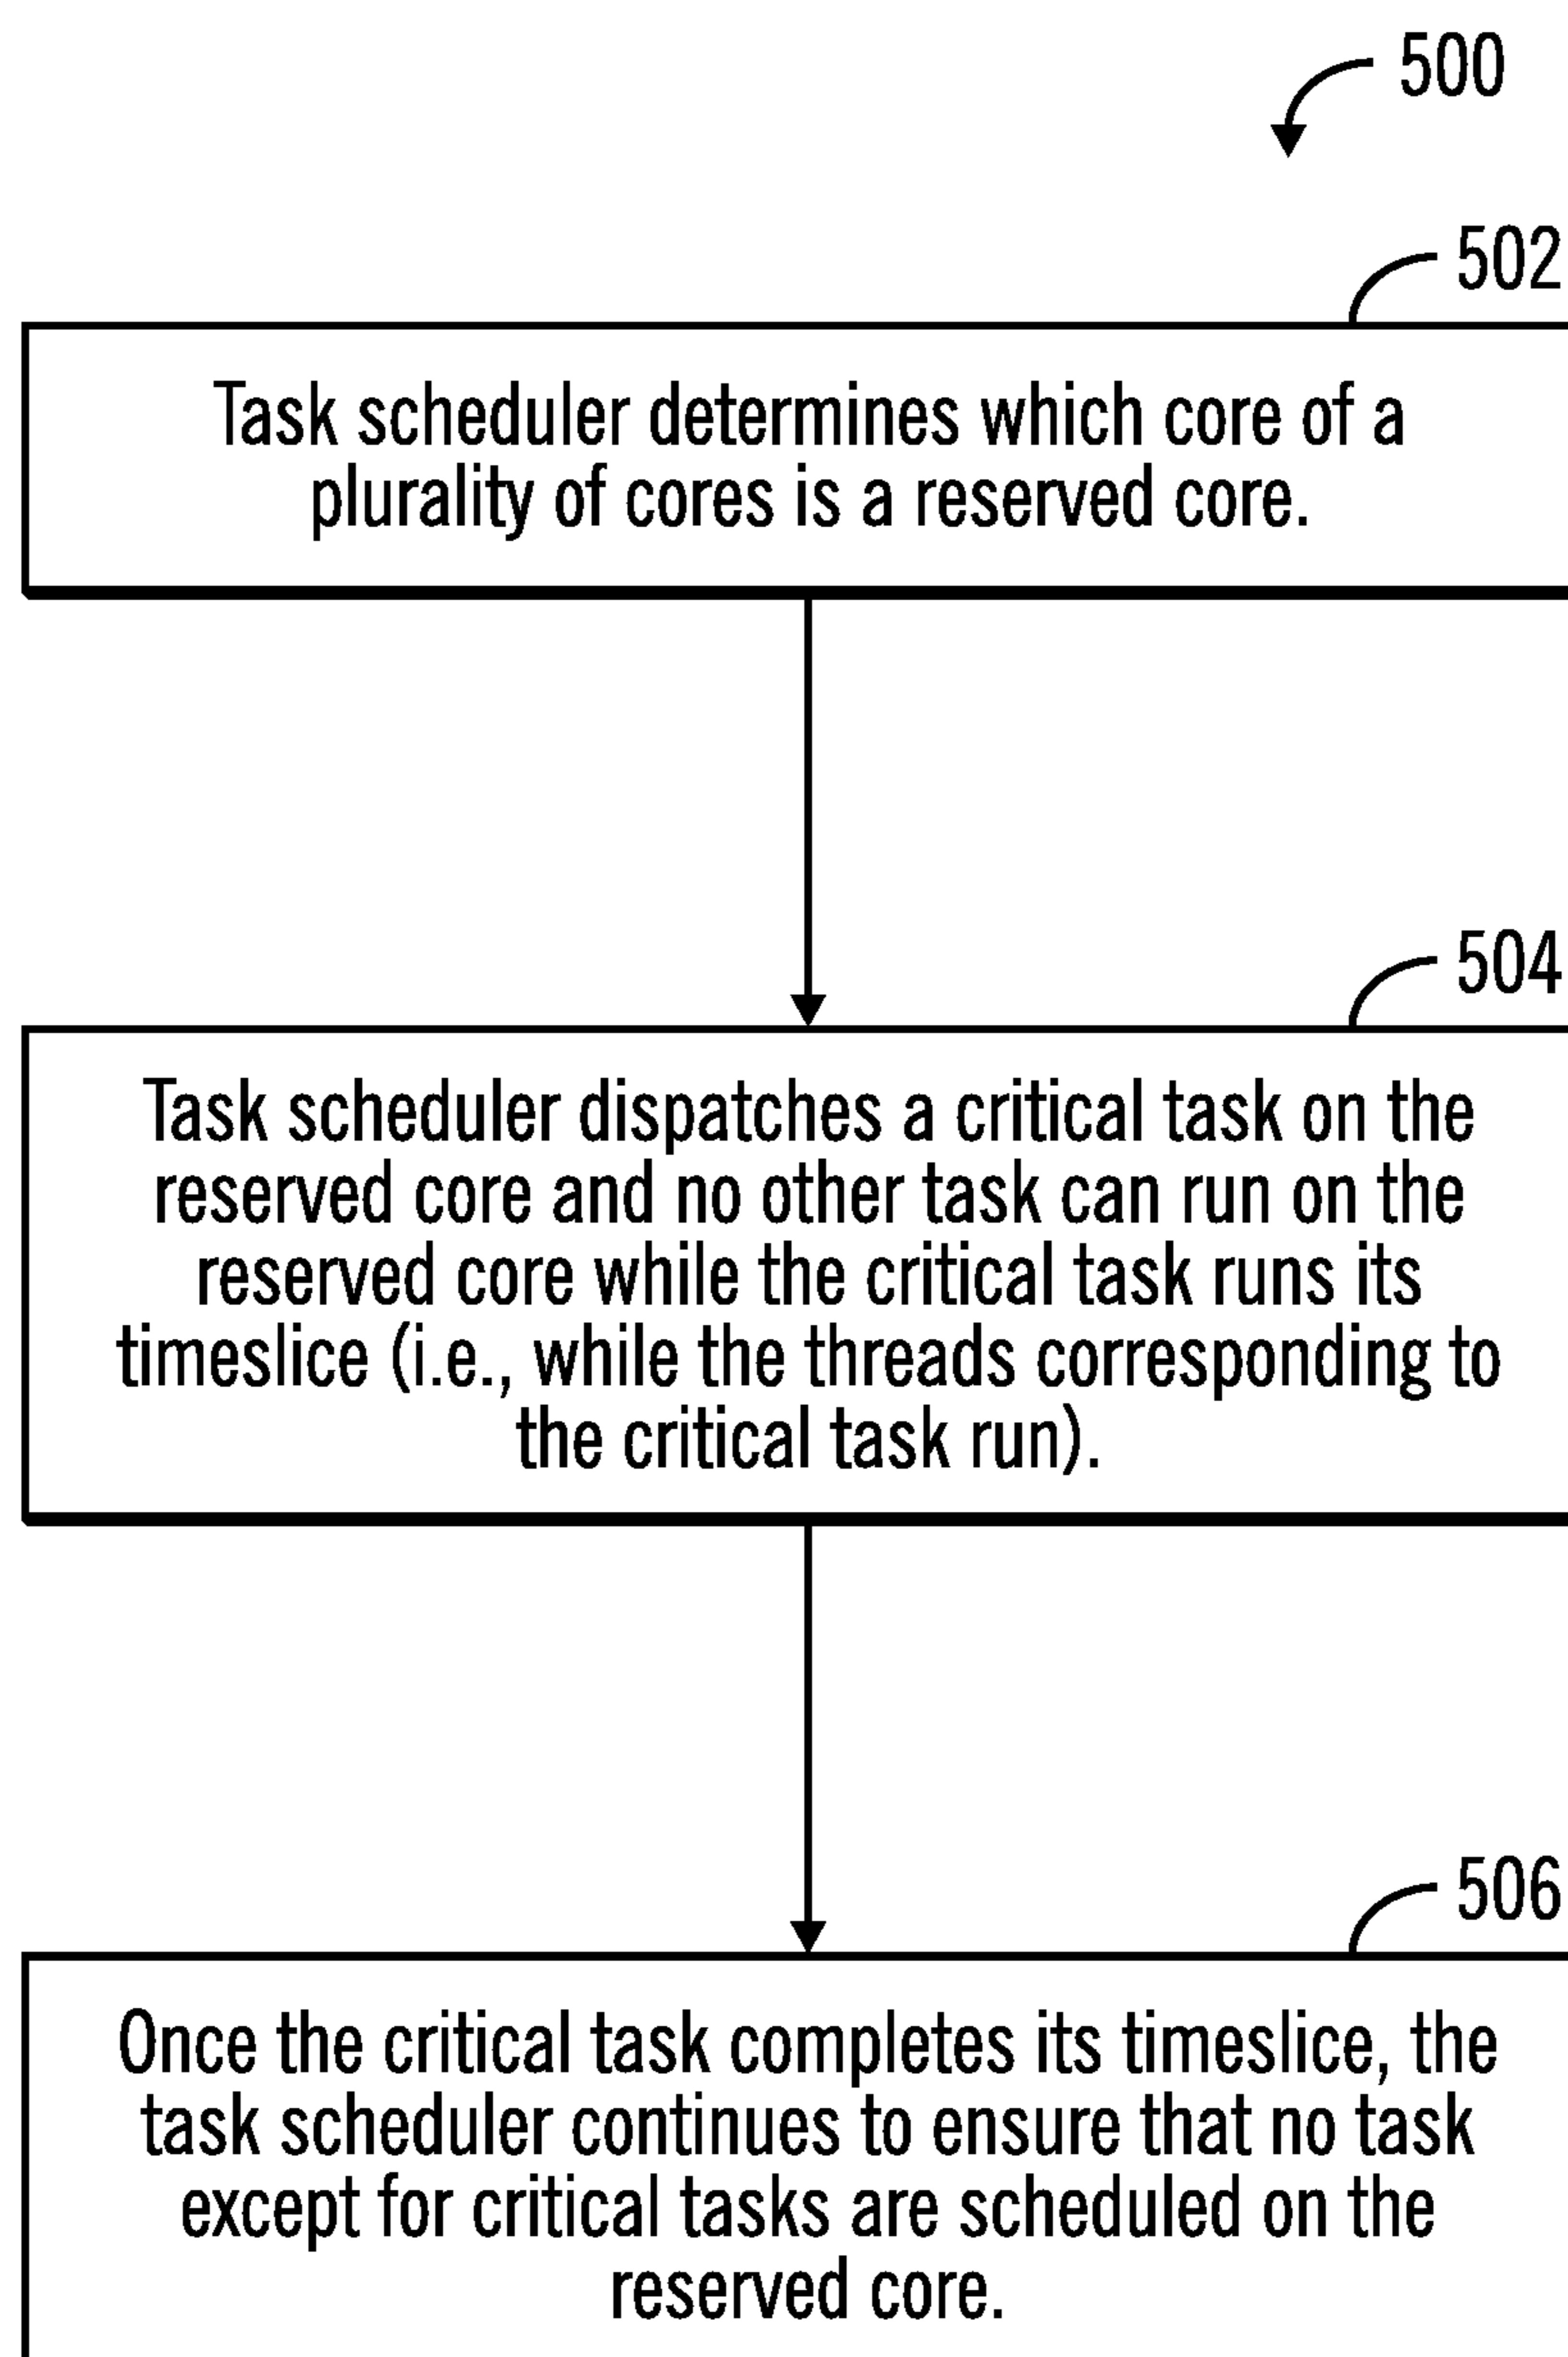 500
502
Task scheduler determines which core of a
plurality of cores is a reserved core.
504
Task scheduler dispatches a critical task on the
reserved core and no other task can run on the
reserved core while the critical task runs its
timeslice (i.e., while the threads corresponding to
the critical task run).
506
Once the critical task completes its timeslice, the
task scheduler continues to ensure that no task
except for critical tasks are scheduled on the
reserved core.